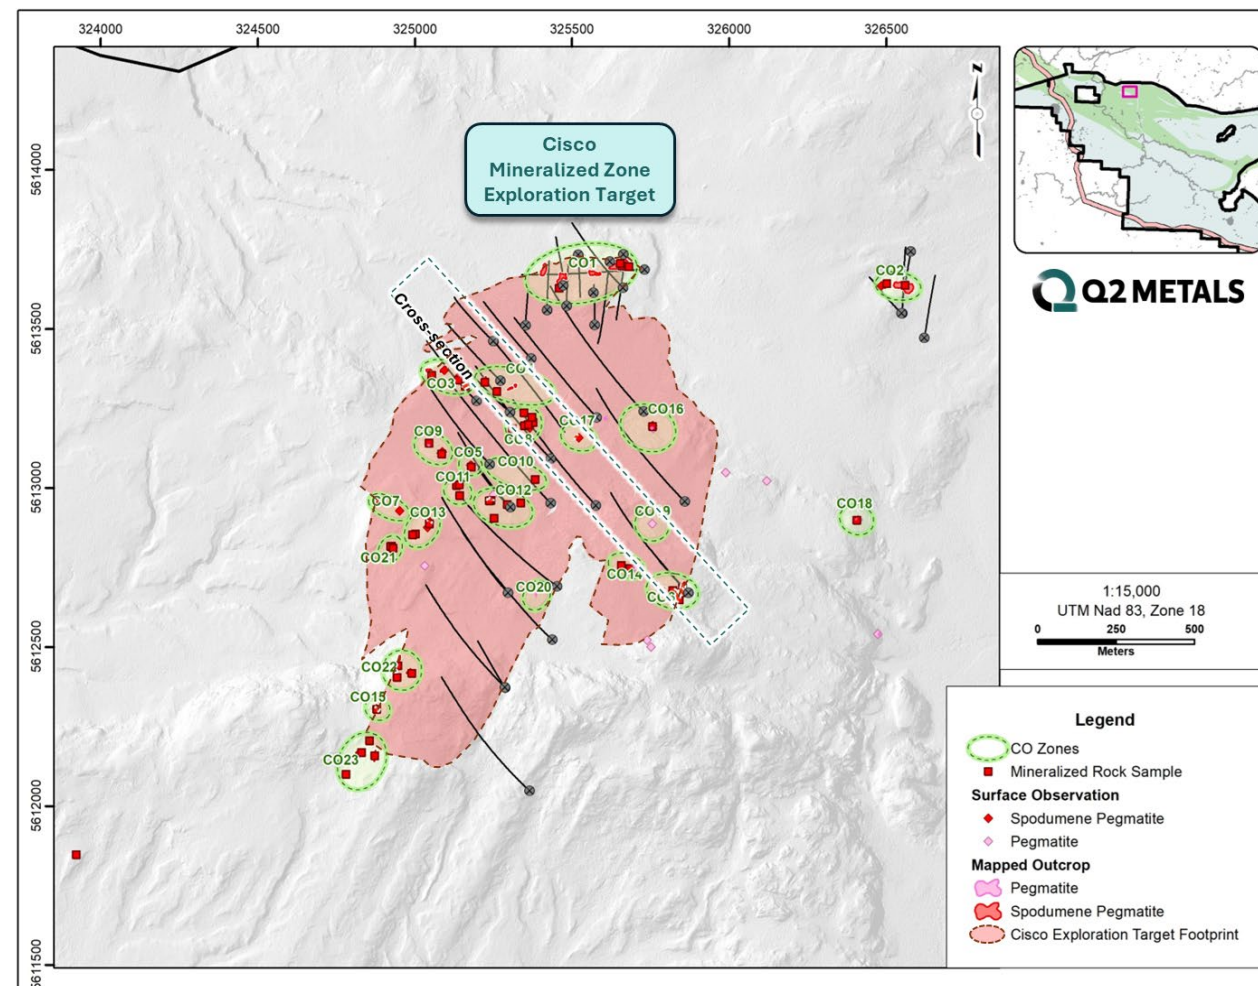 324000 324500 325000 325500 326000 326500
5614000
5613500
5613000
5612500
5612000
5611500
Cisco
Mineralized Zone
Exploration Target
Cross-section
CO1
CO2
CO3
CO
CO16
CO17
CO8
CO9
CO5
CO10
CO11
CO12
CO7
CO13
CO21
CO18
CO14
CO20
CO22
CO15
CO23
Z
Q2 METALS
1:15,000
UTM Nad 83, Zone 18
0 250 500
Meters
Legend
CO Zones
Mineralized Rock Sample
Surface Observation
Spodumene Pegmatite
Pegmatite
Mapped Outcrop
Pegmatite
Spodumene Pegmatite
Cisco Exploration Target Footprint